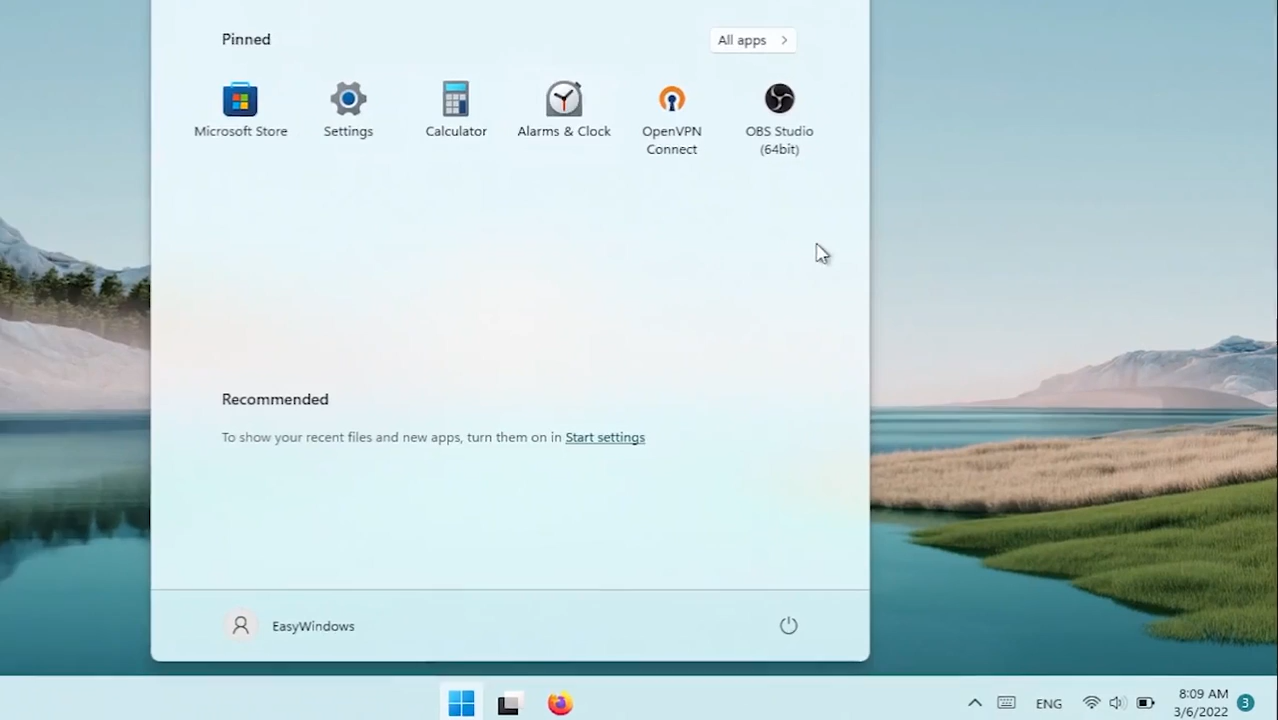 Pinned
All apps
Microsoft Store
Settings
Calculator
Alarms & Clock
OpenVPN
Connect
OBS Studio
(64bit)
Recommended
To show your recent files and new apps, turn them on in Start settings
EasyWindows
ENG
8:09 AM
3/6/2022
3